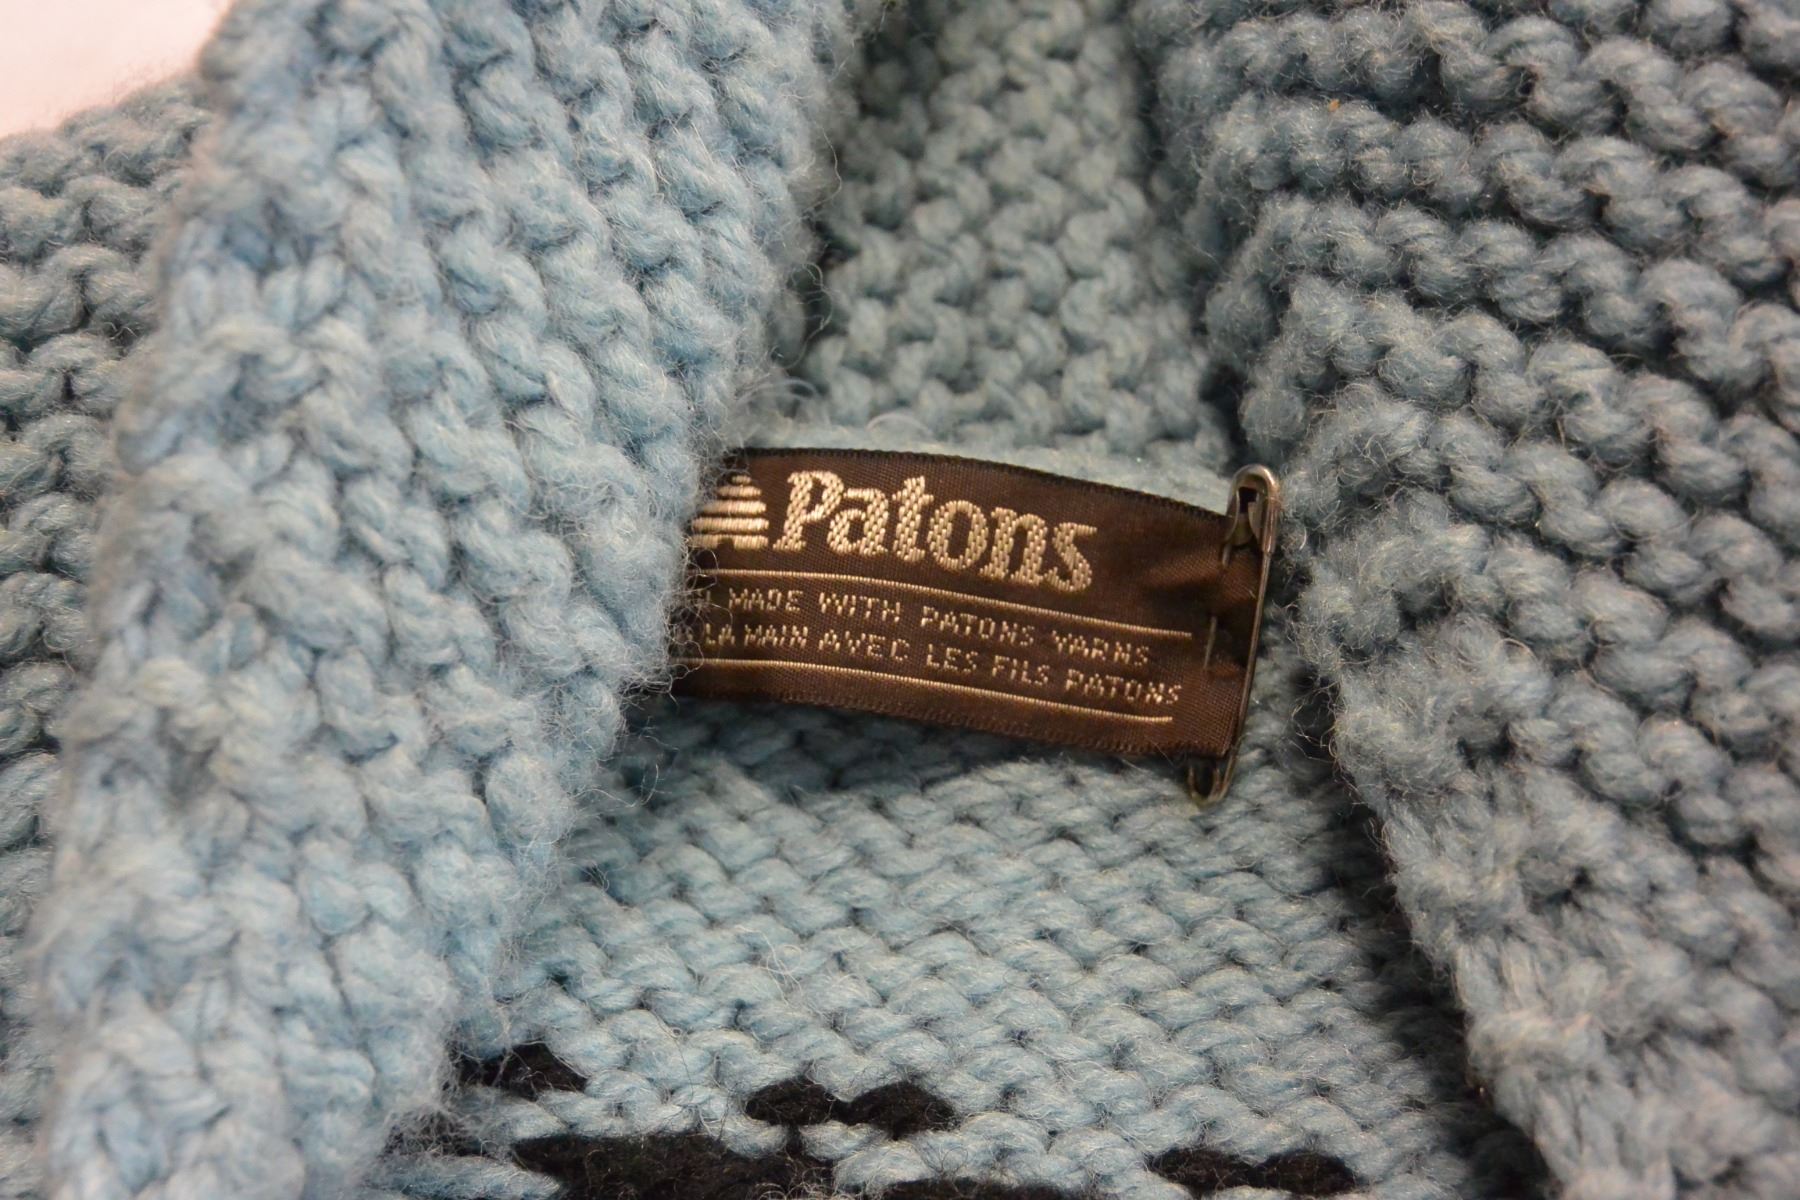 Patons
MADE WITH PATONS YARNS
LA MAIN AVEC LES FILS PATONS